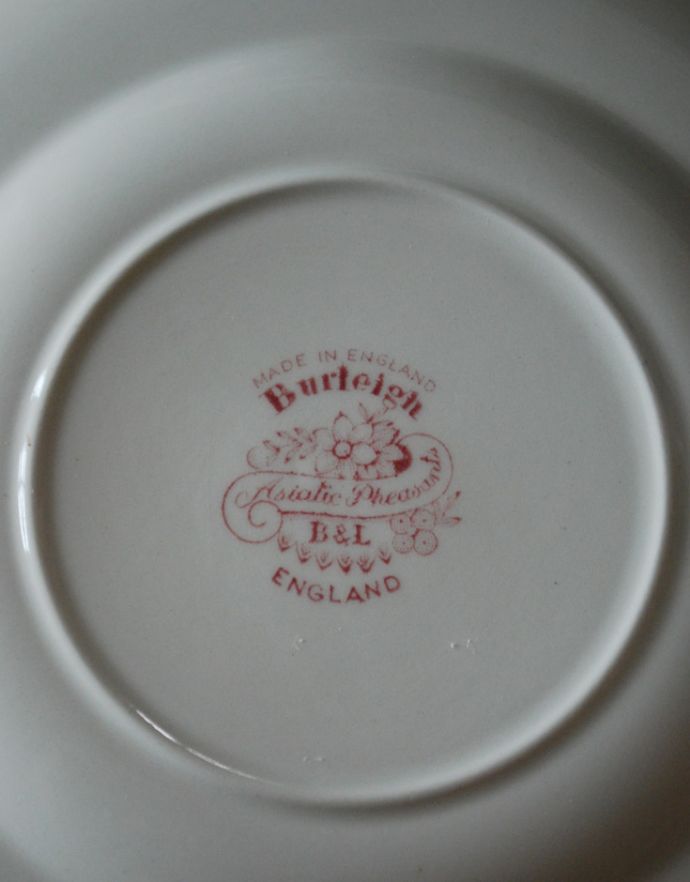 MADE IN ENGLAND
Burleigh
Asiatic Pheasants
B&L
ENGLAND